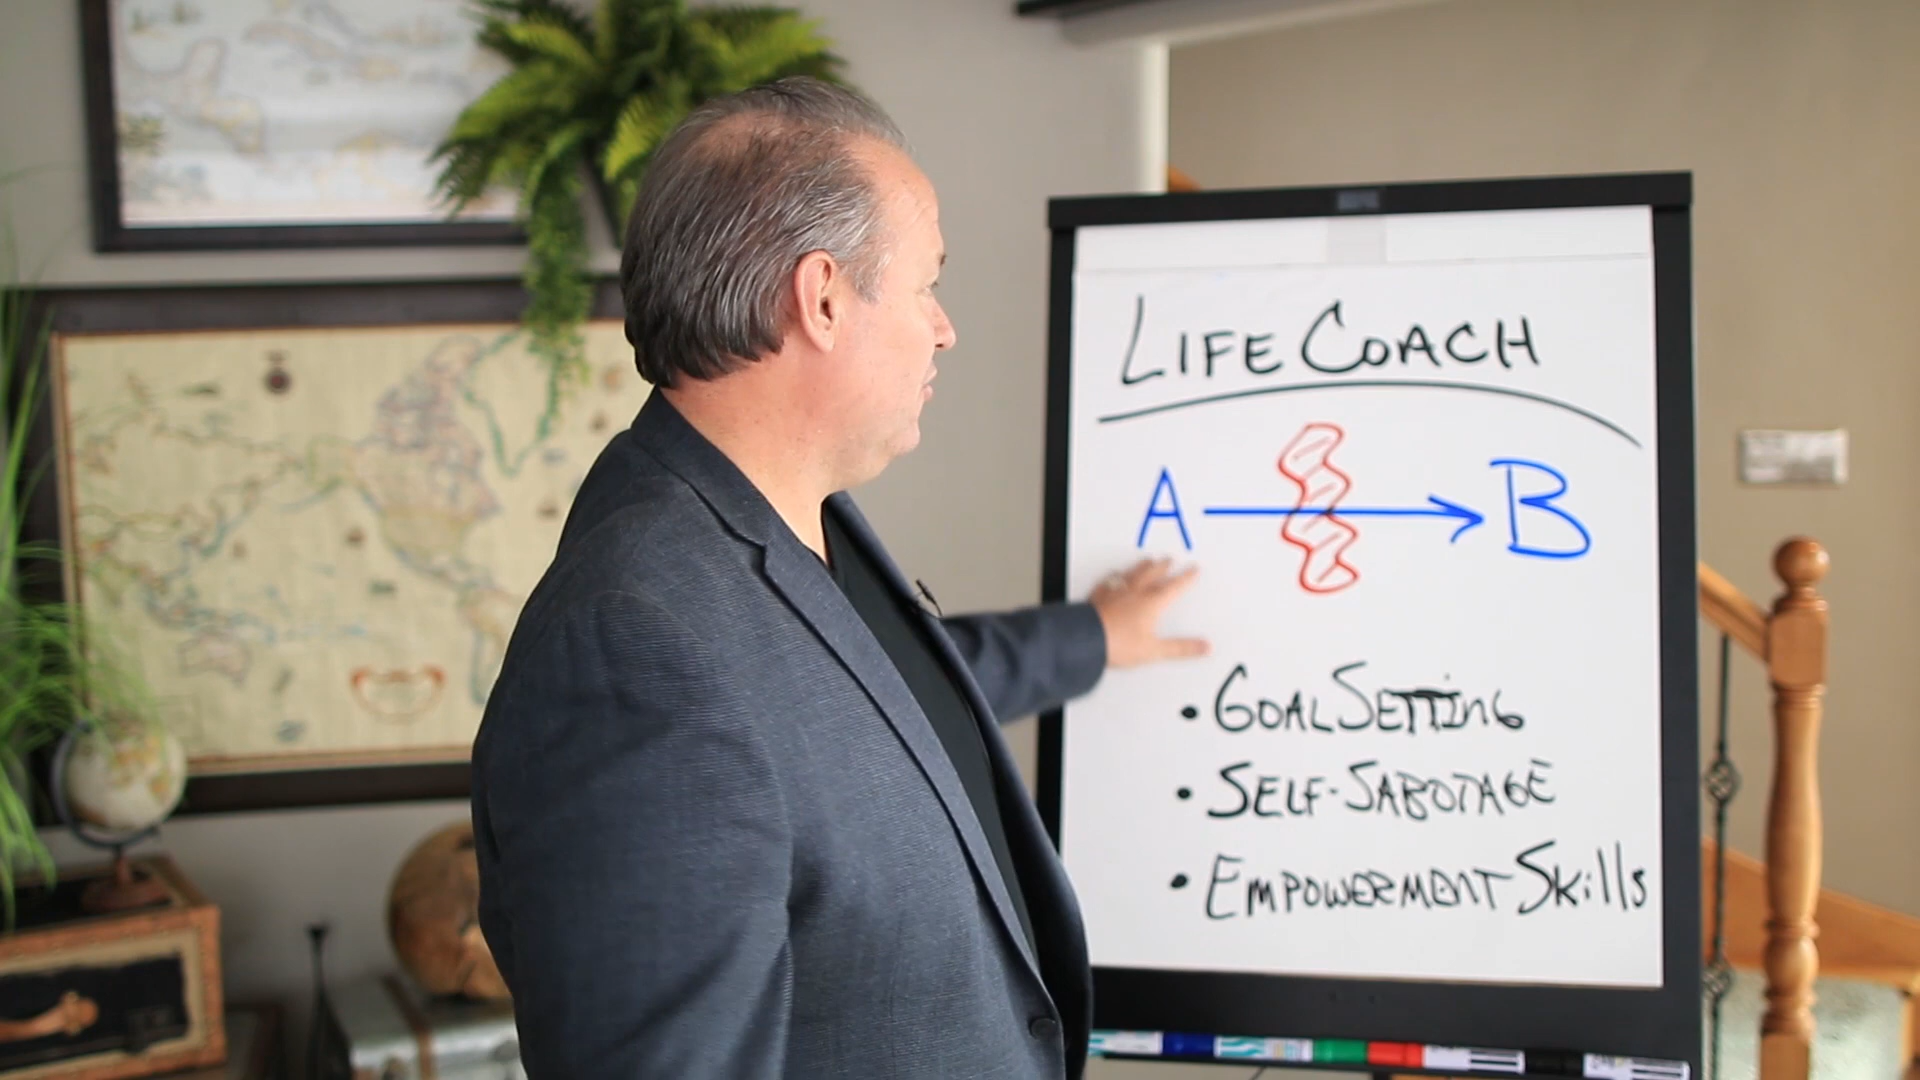 LIFE COACH
A B
• GOAL SETTING
• SELF-SABOTAGE
• EMPOWERMENT SKills